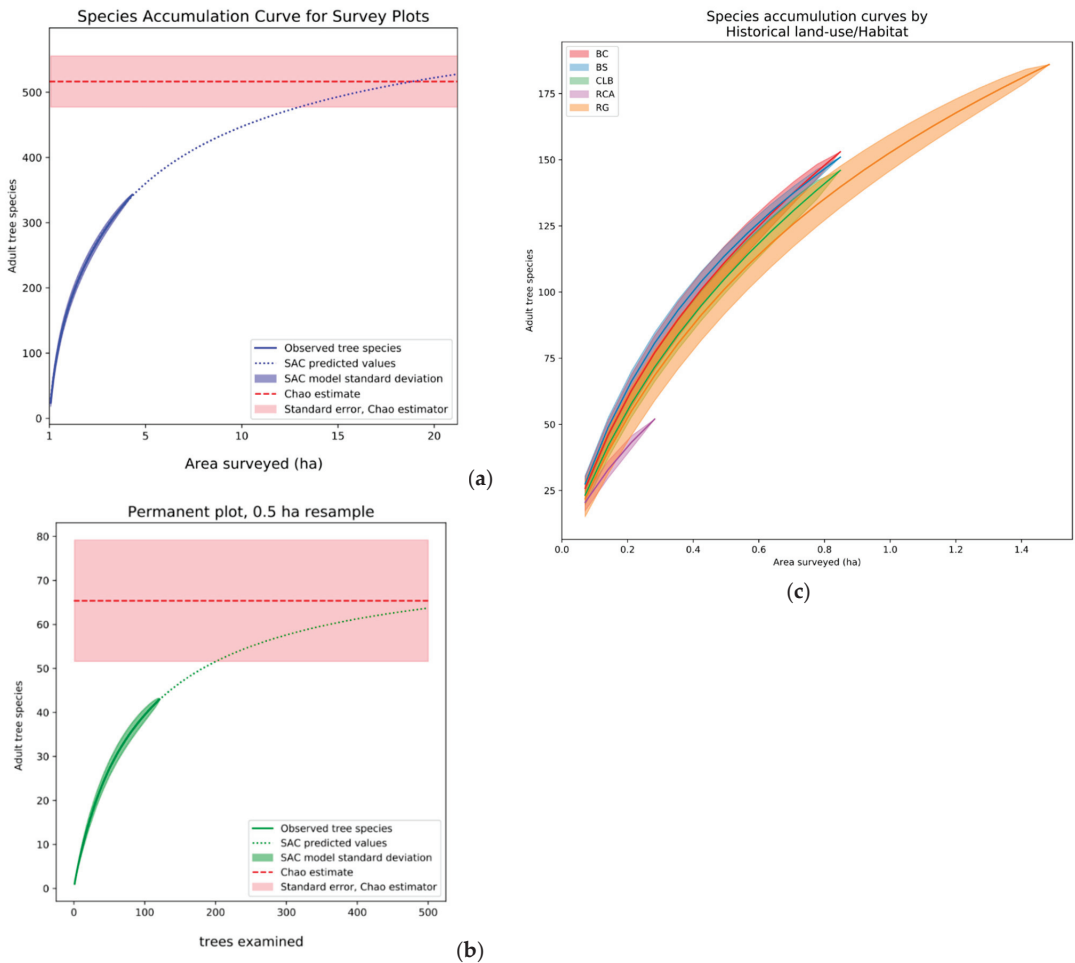 Species Accumulation Curve for Survey Plots
500
400
300
200
100
0
Adult tree species
Observed tree species
SAC predicted values
SAC model standard deviation
Chao estimate
Standard error, Chao estimator
1
5
10
15
20
Area surveyed (ha)
(a)
Permanent plot, 0.5 ha resample
80
70
60
50
40
30
20
10
0
Adult tree species
Observed tree species
SAC predicted values
SAC model standard deviation
Chao estimate
Standard error, Chao estimator
0
100
200
300
400
500
trees examined
(b)
Species accumulution curves by
Historical land-use/Habitat
BC
BS
CLB
RCA
RG
175
150
125
100
75
50
25
Adult tree species
0.0
0.2
0.4
0.6
0.8
1.0
1.2
1.4
Area surveyed (ha)
(c)